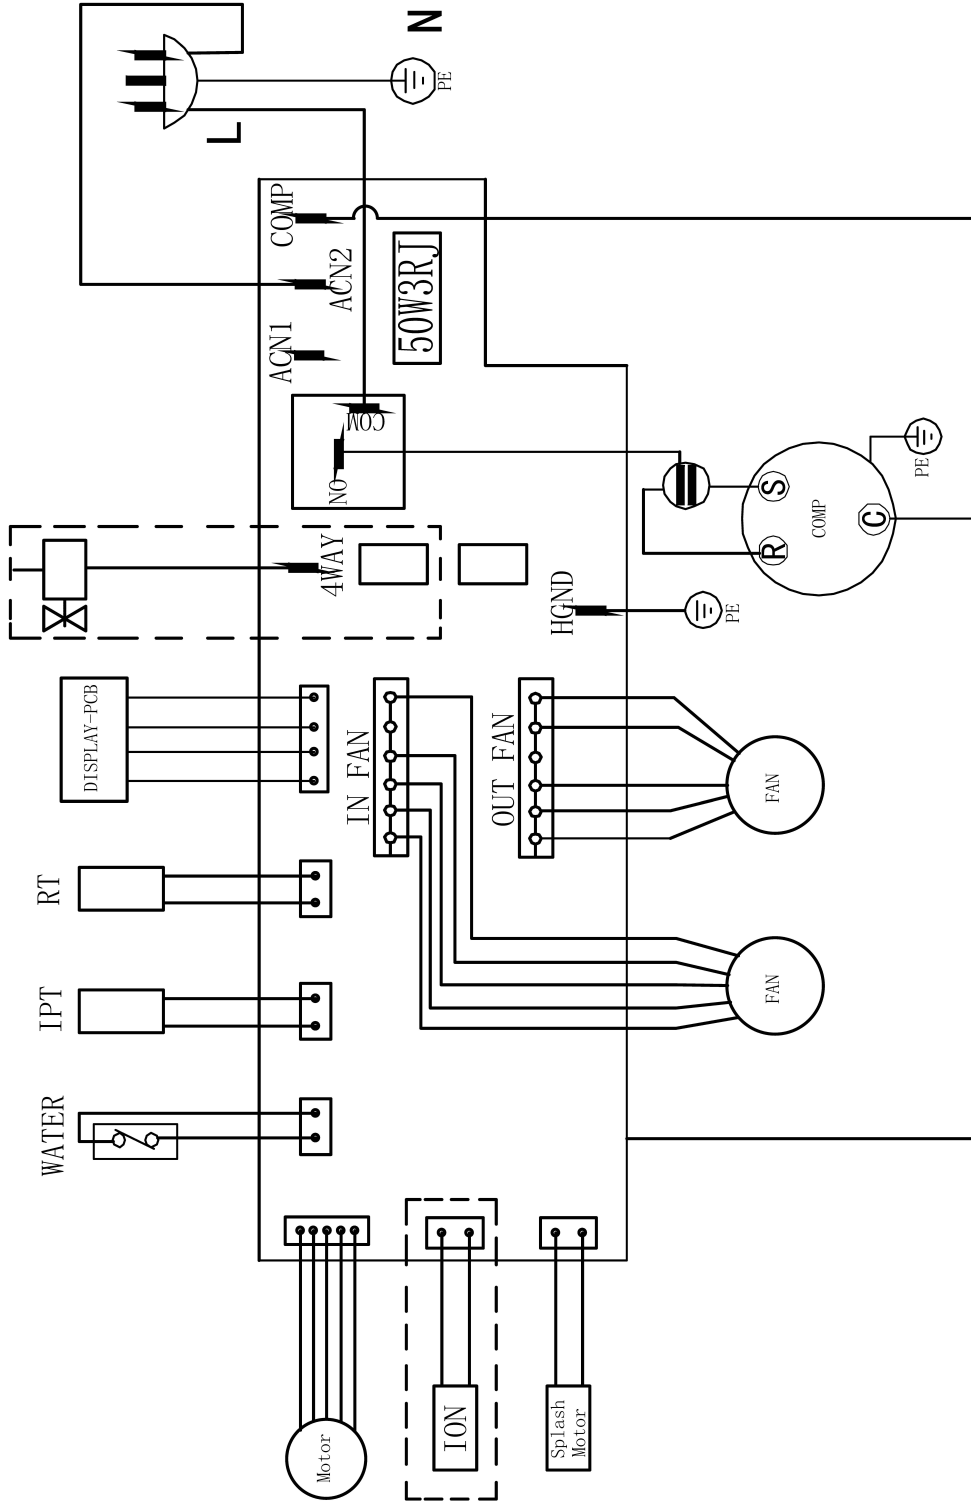 N
L
PE
COMP
ACN2
ACN1
50W3RJ
COM
NO
4WAY
HGND
PE
PE
S
R
C
COMP
DISPLAY-PCB
IN FAN
OUT FAN
FAN
FAN
RT
IPT
WATER
Motor
ION
Splash
Motor